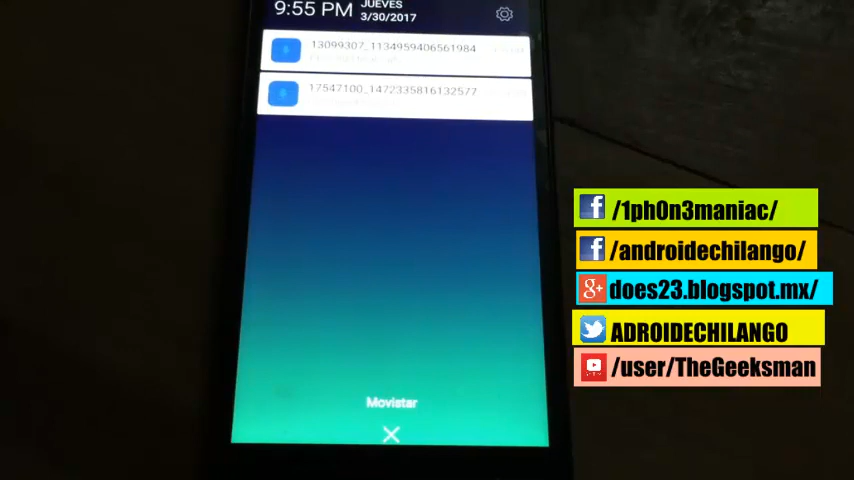 9:55 PM
JUEVES
3/30/2017
13099307_1134959406561984
17547100_1472335816132577
Movistar
/1ph0n3maniac/
/androidechilango/
does23.blogspot.mx/
ADROIDECHILANGO
/user/TheGeeksman